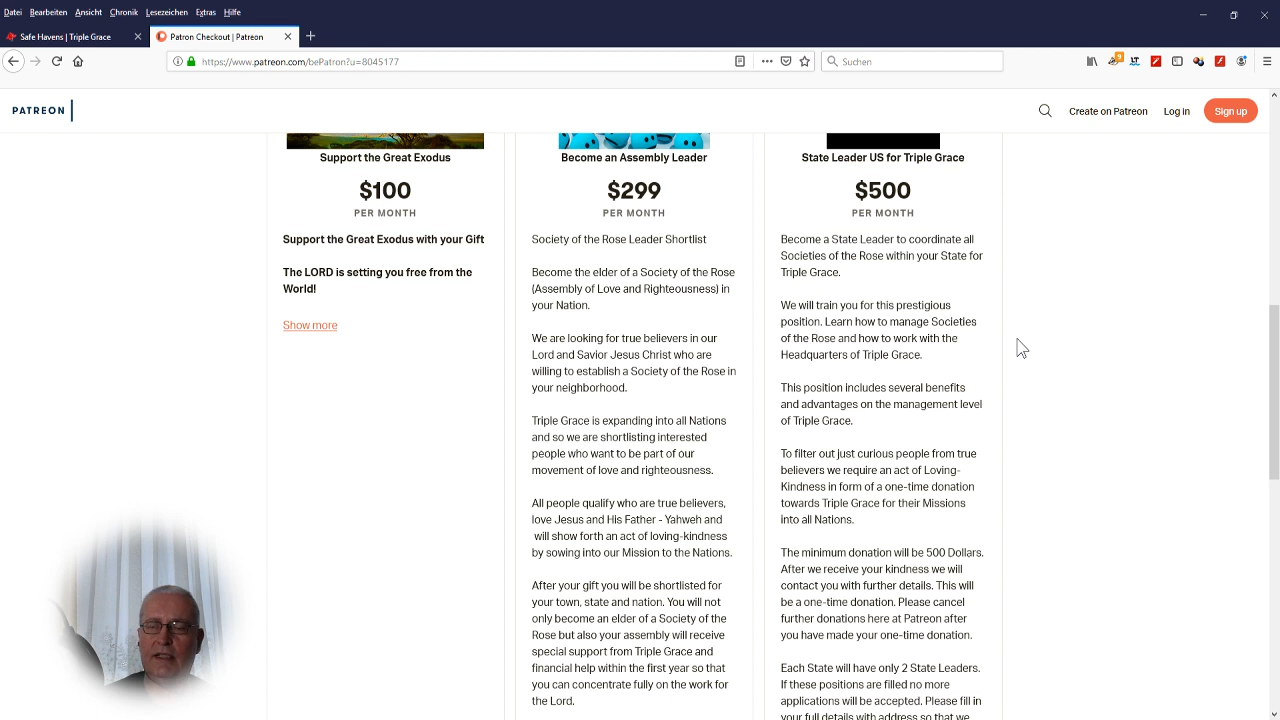 Datei Bearbeiten Ansicht Chronik Lesezeichen Extras Hilfe
Safe Havens | Triple Grace
Patron Checkout | Patreon
https://www.patreon.com/bePatron?u=8045177
Suchen
PATREON
Create on Patreon
Log in
Sign up
Support the Great Exodus
$100
PER MONTH
Support the Great Exodus with your Gift
The LORD is setting you free from the
World!
Show more
Become an Assembly Leader
$299
PER MONTH
Society of the Rose Leader Shortlist
Become the elder of a Society of the Rose
(Assembly of Love and Righteousness) in
your Nation.
We are looking for true believers in our
Lord and Savior Jesus Christ who are
willing to establish a Society of the Rose in
your neighborhood.
Triple Grace is expanding into all Nations
and so we are shortlisting interested
people who want to be part of our
movement of love and righteousness.
All people qualify who are true believers,
love Jesus and His Father - Yahweh and
will show forth an act of loving-kindness
by sowing into our Mission to the Nations.
After your gift you will be shortlisted for
your town, state and nation. You will not
only become an elder of a Society of the
Rose but also your assembly will receive
special support from Triple Grace and
financial help within the first year so that
you can concentrate fully on the work for
the Lord.
State Leader US for Triple Grace
$500
PER MONTH
Become a State Leader to coordinate all
Societies of the Rose within your State for
Triple Grace.
We will train you for this prestigious
position. Learn how to manage Societies
of the Rose and how to work with the
Headquarters of Triple Grace.
This position includes several benefits
and advantages on the management level
of Triple Grace.
To filter out just curious people from true
believers we require an act of Loving-
Kindness in form of a one-time donation
towards Triple Grace for their Missions
into all Nations.
The minimum donation will be 500 Dollars.
After we receive your kindness we will
contact you with further details. This will
be a one-time donation. Please cancel
further donations here at Patreon after
you have made your one-time donation.
Each State will have only 2 State Leaders.
If these positions are filled no more
applications will be accepted. Please fill in
your full details with address so that we